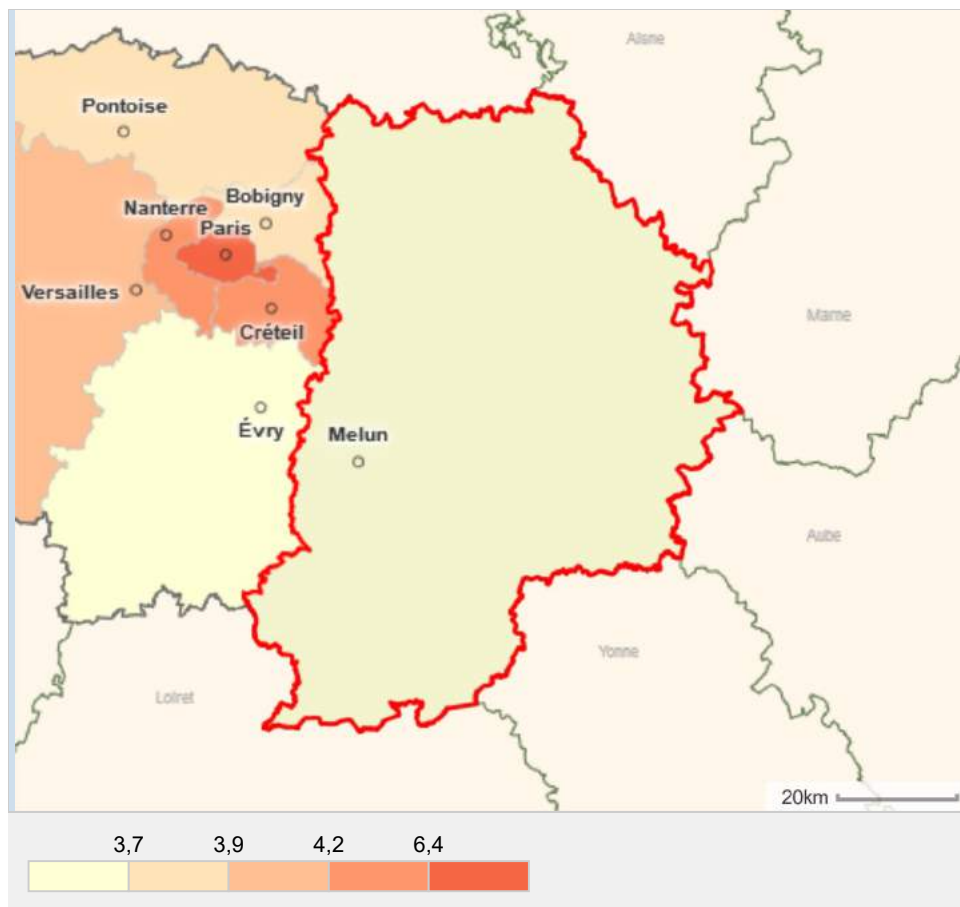 Aisne
Pontoise
Bobigny
Nanterre
Paris
Versailles
Créteil
Marne
Évry
Melun
Aube
Yonne
Loiret
20km
3,7 3,9 4,2 6,4